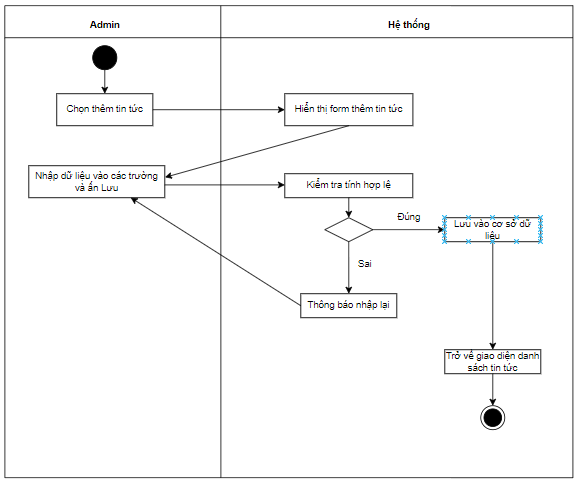 Admin
Hệ thống
Chọn thêm tin tức
Hiển thị form thêm tin tức
Nhập dữ liệu vào các trường
và ấn Lưu
Kiểm tra tính hợp lệ
Đúng
Lưu vào cơ sở dữ
liệu
Sai
Thông báo nhập lại
Trở về giao diện danh
sách tin tức